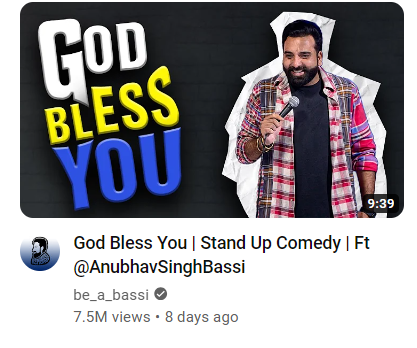 GOD
BLESS
YOU
9:39
God Bless You | Stand Up Comedy | Ft
@AnubhavSinghBassi
be_a_bassi
7.5M views • 8 days ago